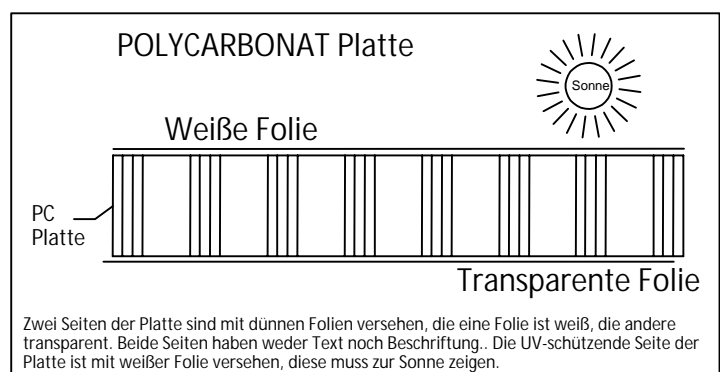 POLYCARBONAT Platte
Sonne
Weiße Folie
PC
Platte
Transparente Folie
Zwei Seiten der Platte sind mit dünnen Folien versehen, die eine Folie ist weiß, die andere
transparent. Beide Seiten haben weder Text noch Beschriftung.. Die UV-schützende Seite der
Platte ist mit weißer Folie versehen, diese muss zur Sonne zeigen.